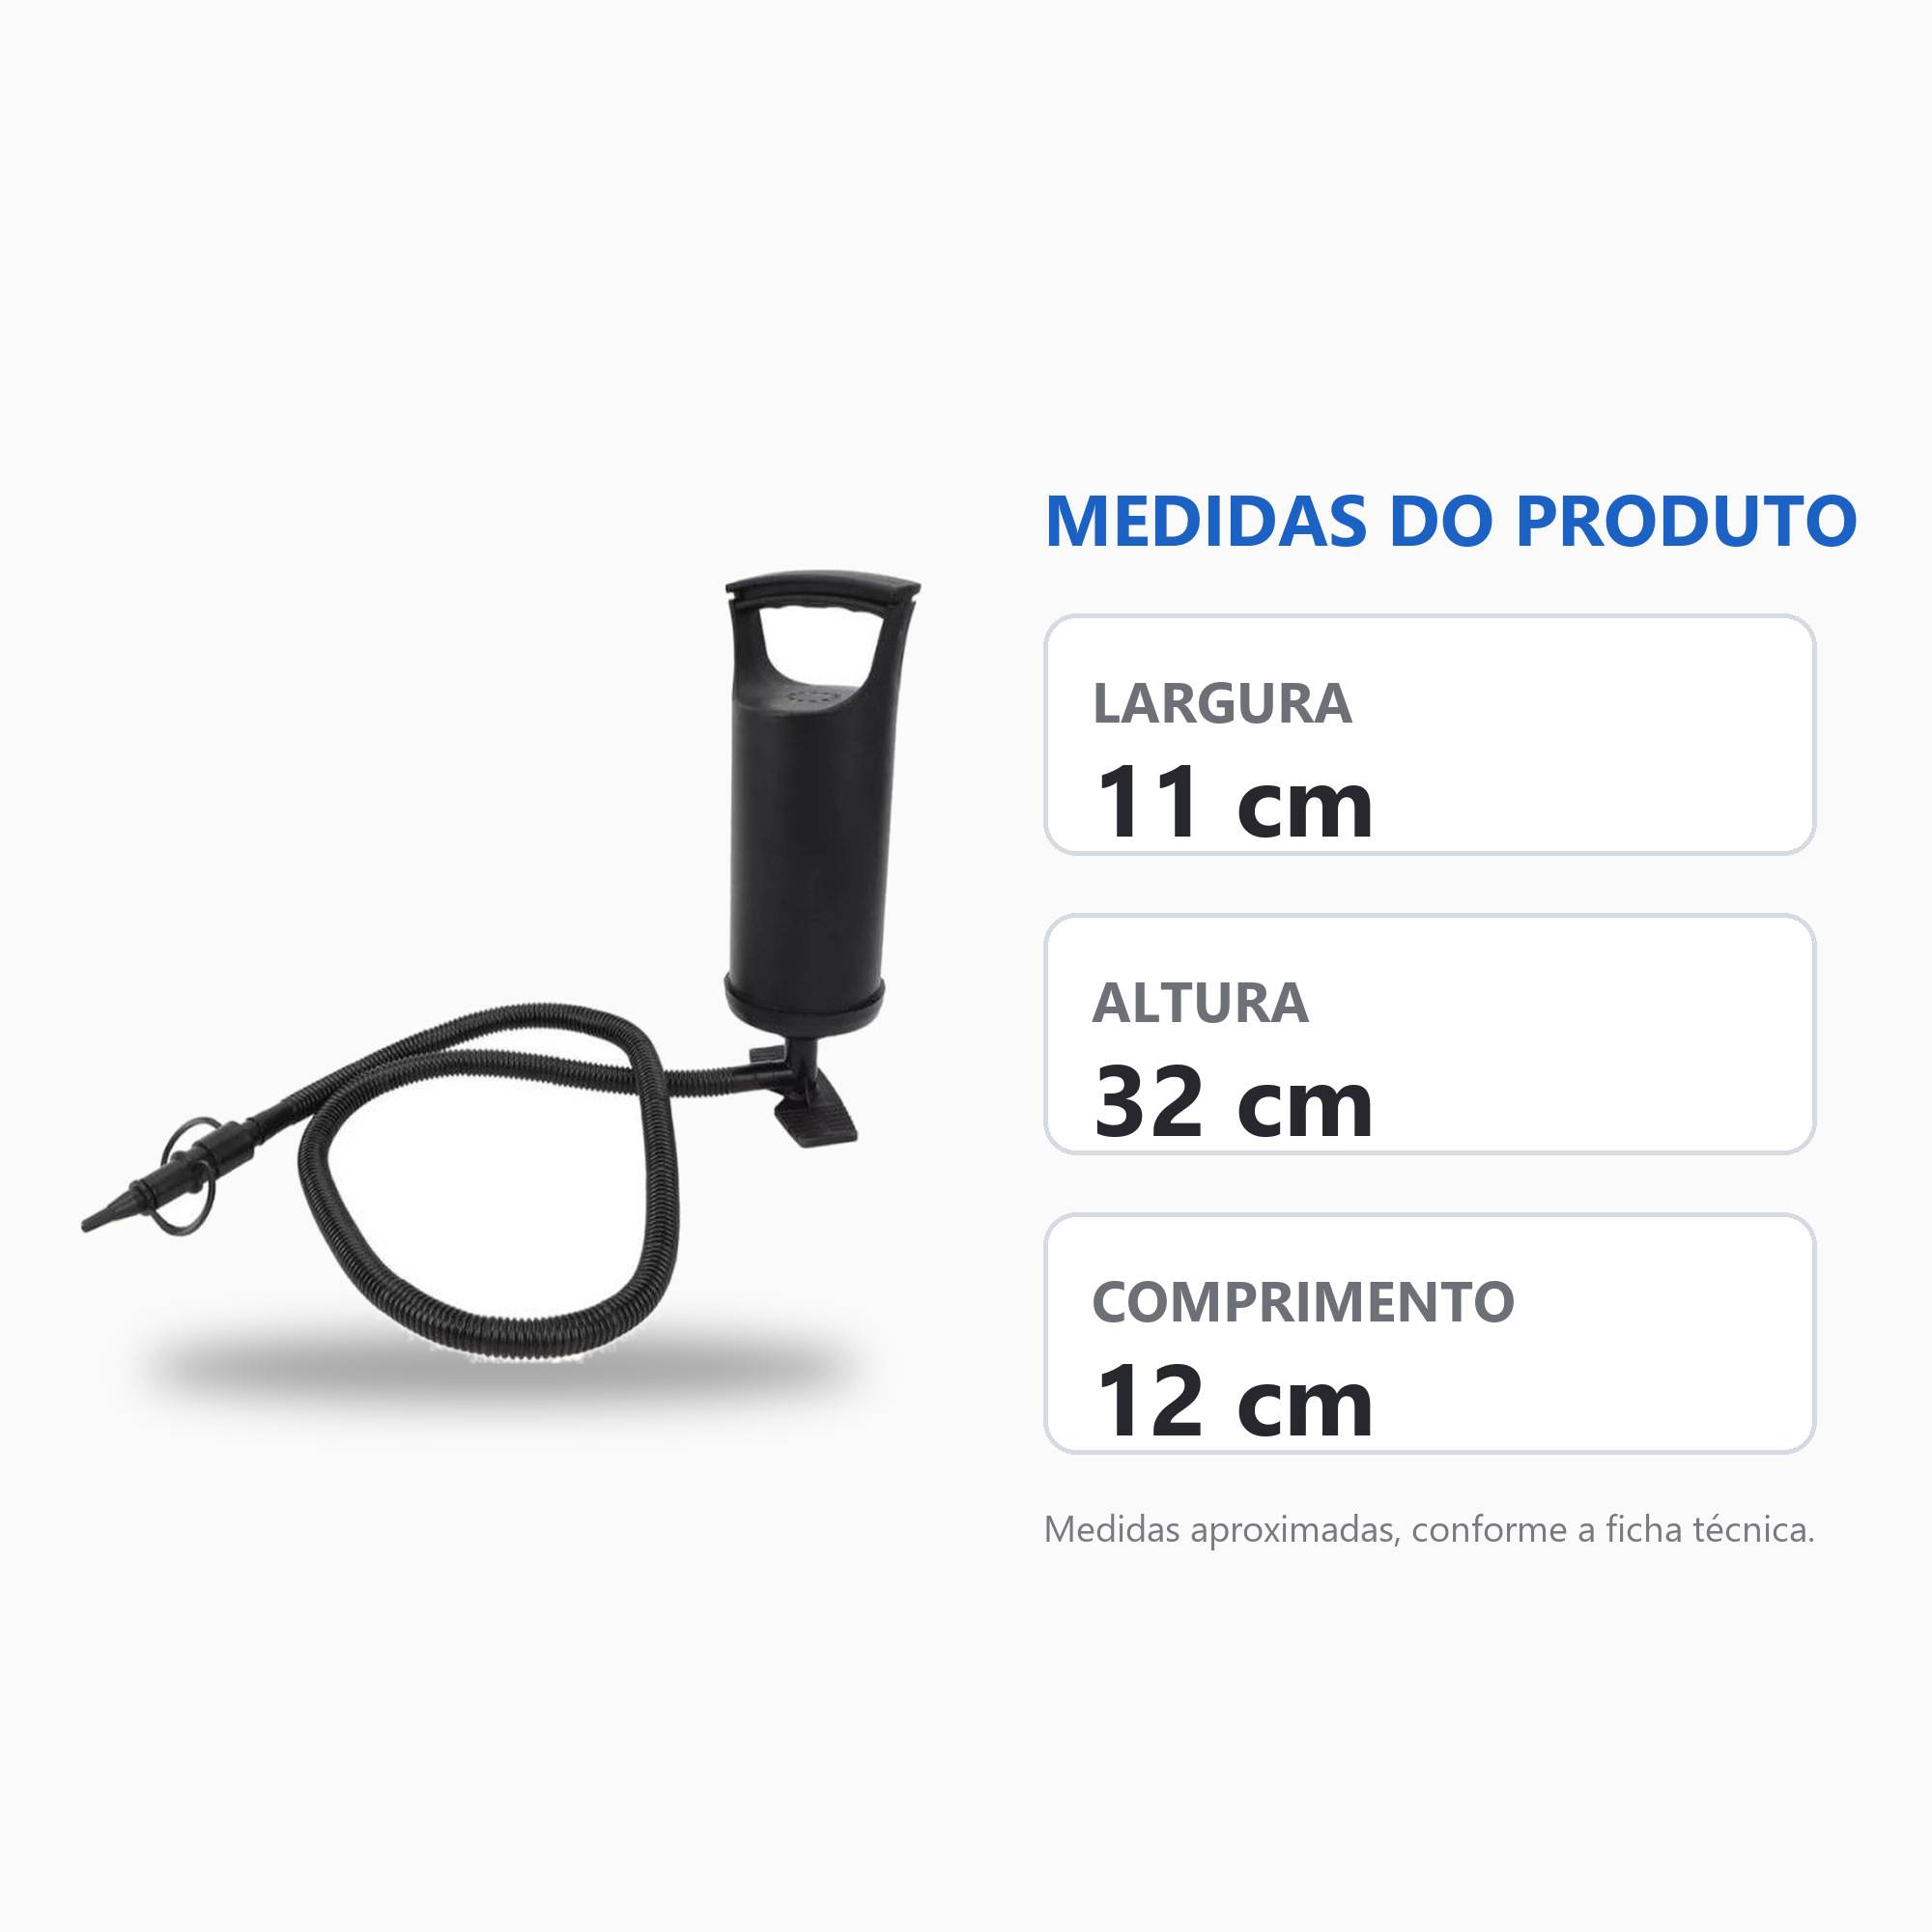 MEDIDAS DO PRODUTO
LARGURA
11 cm
ALTURA
32 cm
COMPRIMENTO
12 cm
Medidas aproximadas, conforme a ficha técnica.